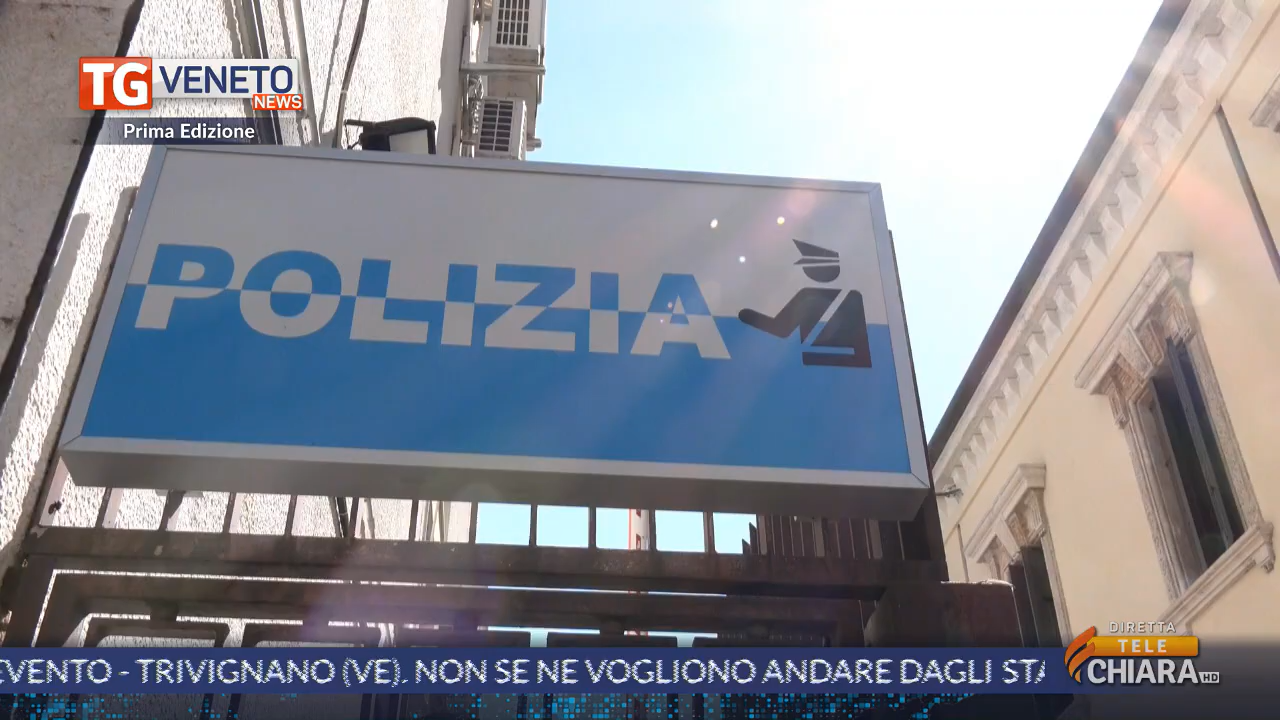 TG VENETO
NEWS
Prima Edizione
POLIZIA
DIRETTA
TELE
CHIARA HD
EVENTO - TRIVIGNANO (VE). NON SE NE VOGLIONO ANDARE DAGLI